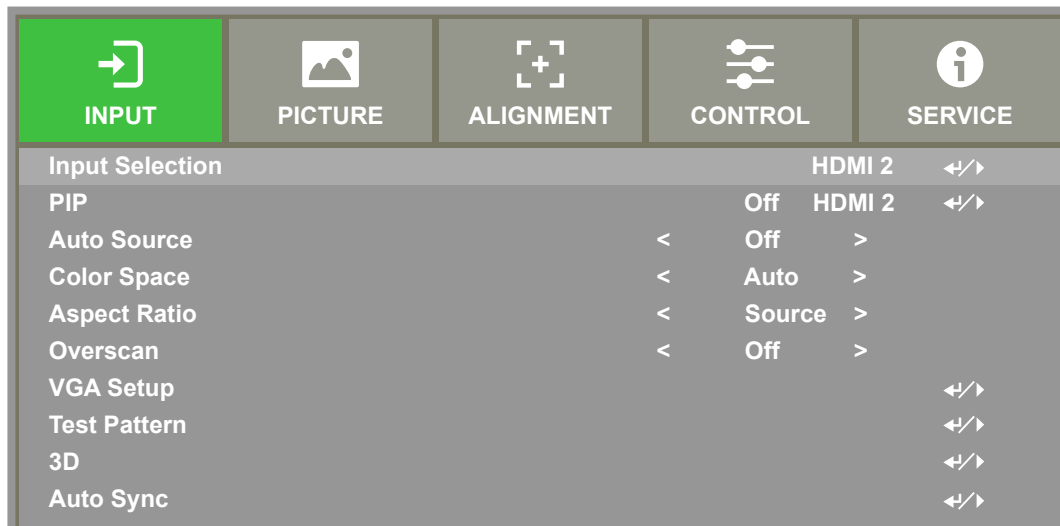 INPUT PICTURE ALIGNMENT CONTROL SERVICE
Input Selection HDMI 2
PIP Off HDMI 2
Auto Source < Off >
Color Space < Auto >
Aspect Ratio < Source >
Overscan < Off >
VGA Setup
Test Pattern
3D
Auto Sync